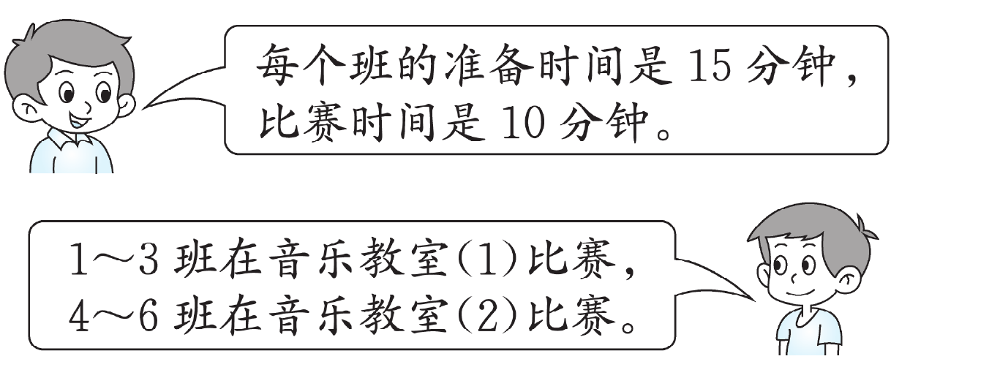 每个班的准备时间是 15 分钟，
比赛时间是 10 分钟。
1～3 班在音乐教室(1)比赛，
4～6 班在音乐教室(2)比赛。